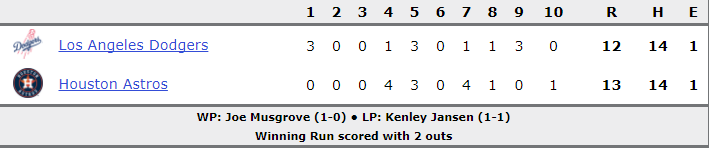 1 2 3 4 5 6 7 8 9 10 R H E
Dodgers Los Angeles Dodgers 3 0 0 1 3 0 1 1 3 0 12 14 1
Houston Astros 0 0 0 4 3 0 4 1 0 1 13 14 1
WP: Joe Musgrove (1-0) ● LP: Kenley Jansen (1-1)
Winning Run scored with 2 outs